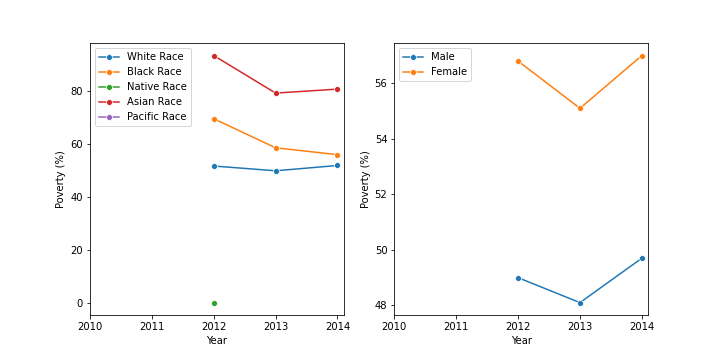 White Race
Black Race
Native Race
Asian Race
Pacific Race
Poverty (%)
80
60
40
20
0
2010 2011 2012 2013 2014
Year
Male
Female
Poverty (%)
56
54
52
50
48
2010 2011 2012 2013 2014
Year